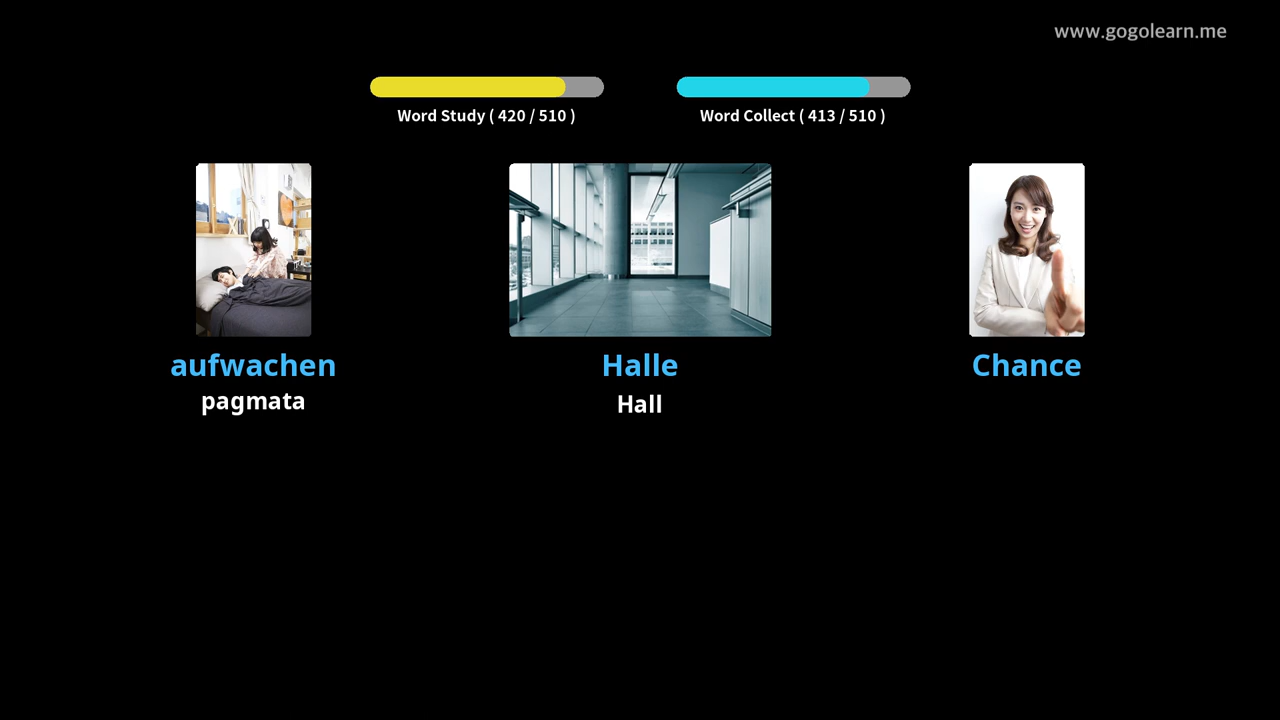 www.gogolearn.me
Word Study ( 420 / 510 )
Word Collect ( 413 / 510 )
aufwachen
pagmata
Halle
Hall
Chance